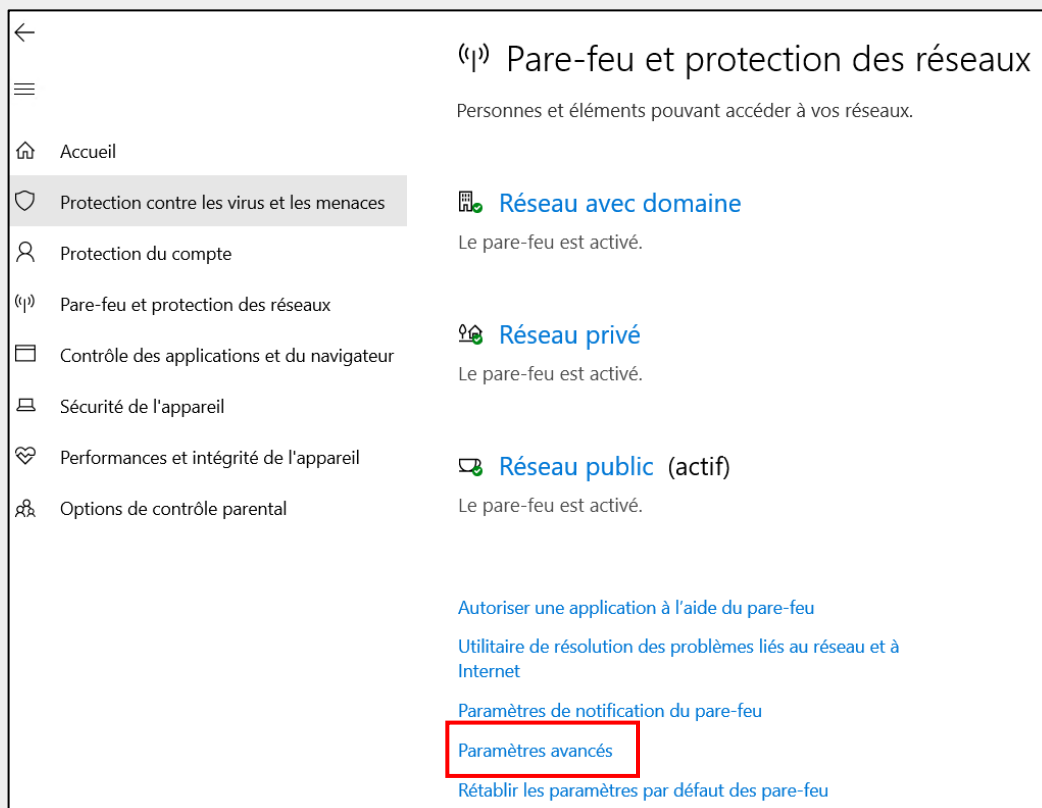 Accueil
Protection contre les virus et les menaces
Protection du compte
Pare-feu et protection des réseaux
Contrôle des applications et du navigateur
Sécurité de l'appareil
Performances et intégrité de l'appareil
Options de contrôle parental
Pare-feu et protection des réseaux
Personnes et éléments pouvant accéder à vos réseaux.
Réseau avec domaine
Le pare-feu est activé.
Réseau privé
Le pare-feu est activé.
Réseau public (actif)
Le pare-feu est activé.
Autoriser une application à l’aide du pare-feu
Utilitaire de résolution des problèmes liés au réseau et à
Internet
Paramètres de notification du pare-feu
Paramètres avancés
Rétablir les paramètres par défaut des pare-feu